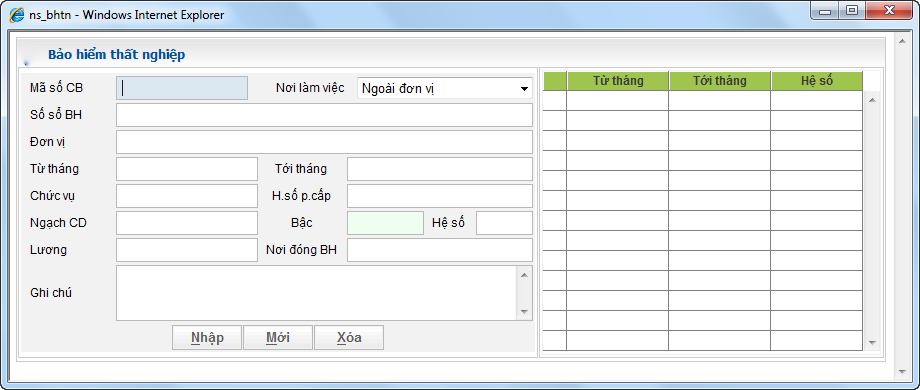 ns_bhtn - Windows Internet Explorer
Bảo hiểm thất nghiệp
Mã số CB
Nơi làm việc Ngoài đơn vị
Số sổ BH
Đơn vị
Từ tháng Tới tháng
Chức vụ H.số p.cấp
Ngạch CD Bậc Hệ số
Lương Nơi đóng BH
Ghi chú
Nhập Mới Xóa
Từ tháng Tới tháng Hệ số